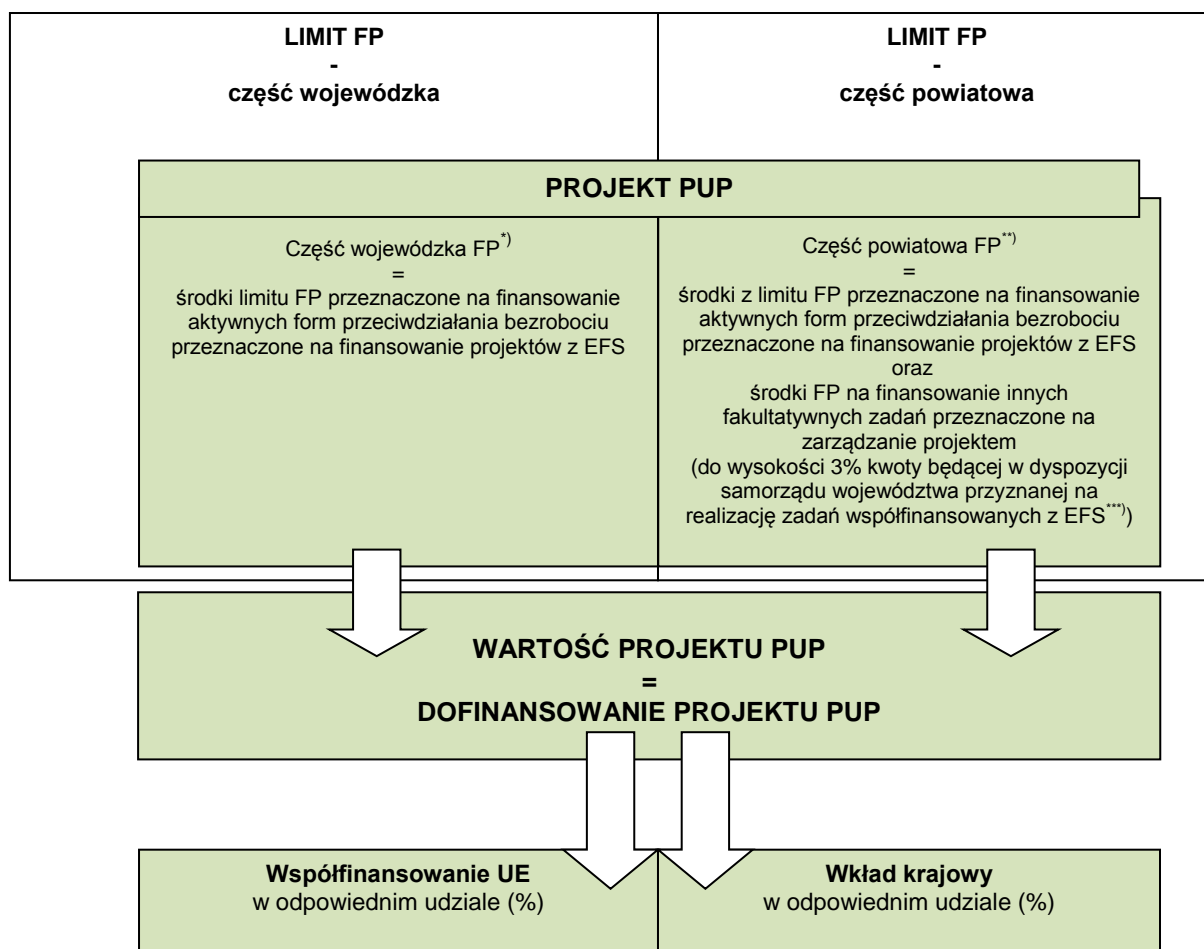 LIMIT FP
-
część wojewódzka
LIMIT FP
-
część powiatowa
PROJEKT PUP
Część wojewódzka FP*)
=
środki limitu FP przeznaczone na finansowanie
aktywnych form przeciwdziałania bezrobociu
przeznaczone na finansowanie projektów z EFS
Część powiatowa FP**)
=
środki z limitu FP przeznaczone na finansowanie
aktywnych form przeciwdziałania bezrobociu
przeznaczone na finansowanie projektów z EFS
oraz
środki FP na finansowanie innych
fakultatywnych zadań przeznaczone na
zarządzanie projektem
(do wysokości 3% kwoty będącej w dyspozycji
samorządu województwa przyznanej na
realizację zadań współfinansowanych z EFS***))
WARTOŚĆ PROJEKTU PUP
=
DOFINANSOWANIE PROJEKTU PUP
Współfinansowanie UE
w odpowiednim udziale (%)
Wkład krajowy
w odpowiednim udziale (%)